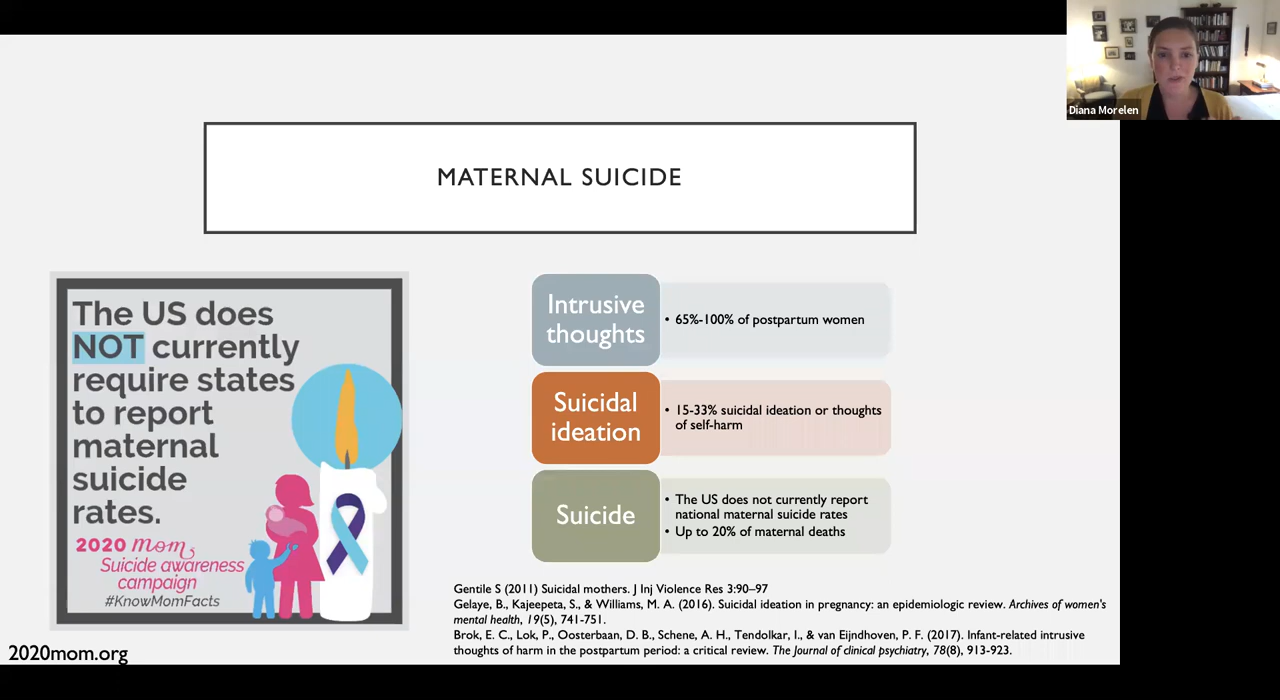 Diana Morelen
MATERNAL SUICIDE
The US does
NOT currently
require states
to report
maternal
suicide
rates.
2020 mom
Suicide awareness
campaign
#KnowMomFacts
2020mom.org
Intrusive
thoughts
• 65%-100% of postpartum women
Suicidal
ideation
• 15-33% suicidal ideation or thoughts
of self-harm
Suicide
• The US does not currently report
national maternal suicide rates
• Up to 20% of maternal deaths
Gentile S (2011) Suicidal mothers. J Inj Violence Res 3:90–97
Gelaye, B., Kajeepeta, S., & Williams, M. A. (2016). Suicidal ideation in pregnancy: an epidemiologic review. Archives of women's
mental health, 19(5), 741-751.
Brok, E. C., Lok, P., Oosterbaan, D. B., Schene, A. H., Tendolkar, I., & van Eijndhoven, P. F. (2017). Infant-related intrusive
thoughts of harm in the postpartum period: a critical review. The Journal of clinical psychiatry, 78(8), 913-923.